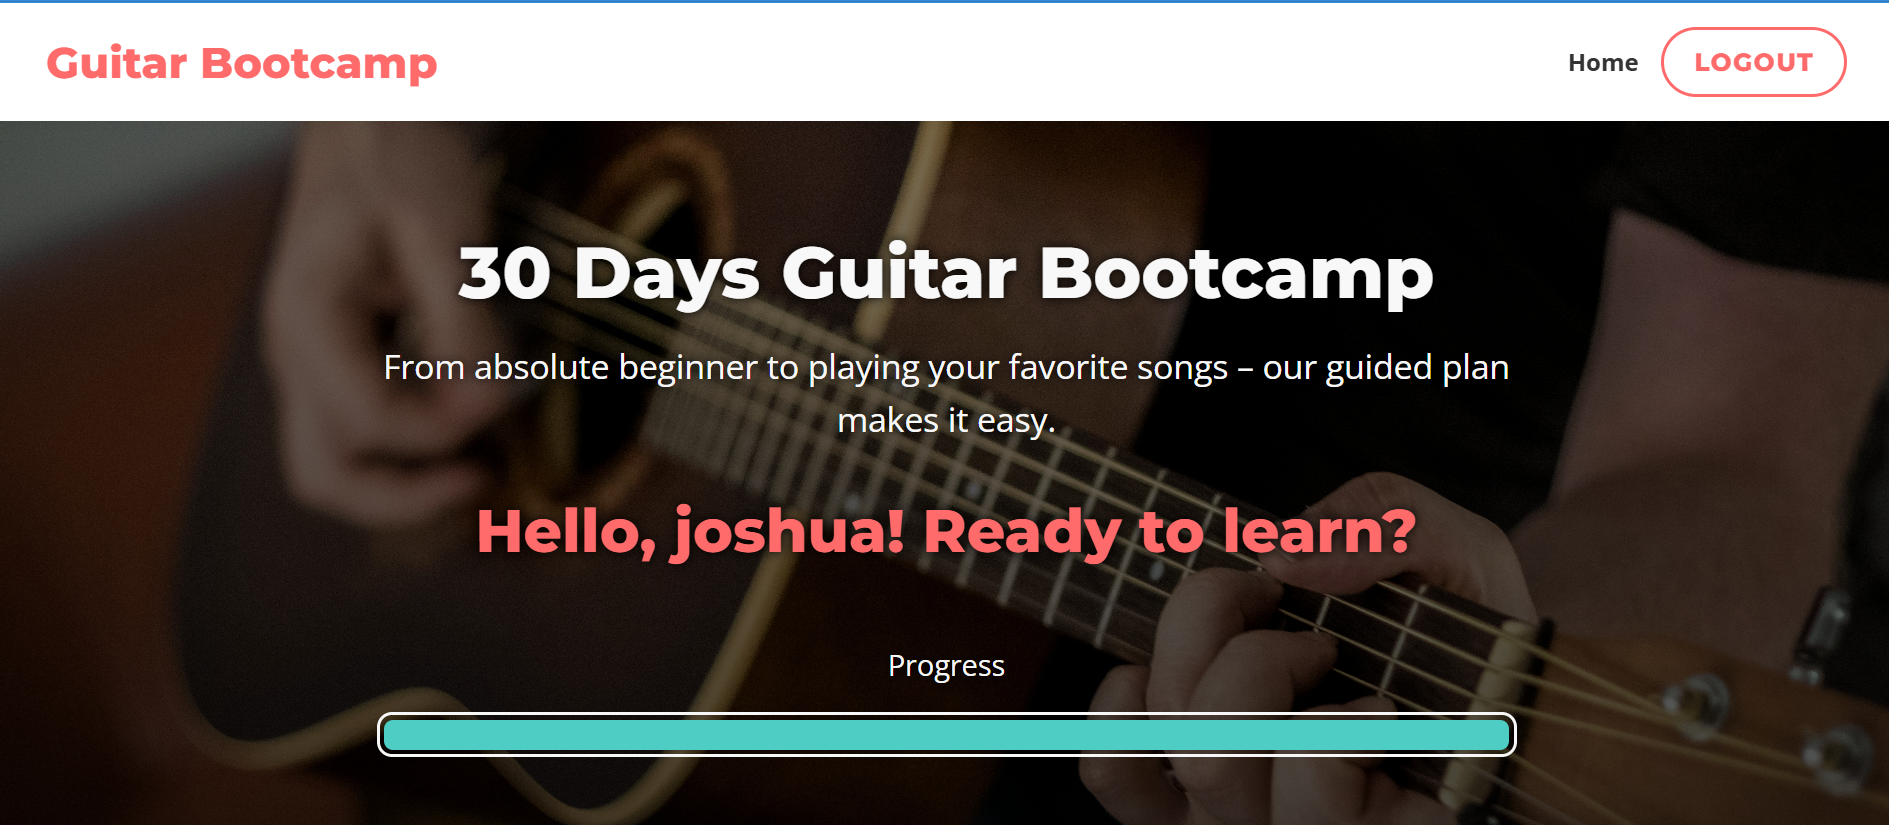 Guitar Bootcamp
Home
LOGOUT
30 Days Guitar Bootcamp
From absolute beginner to playing your favorite songs – our guided plan
makes it easy.
Hello, joshua! Ready to learn?
Progress